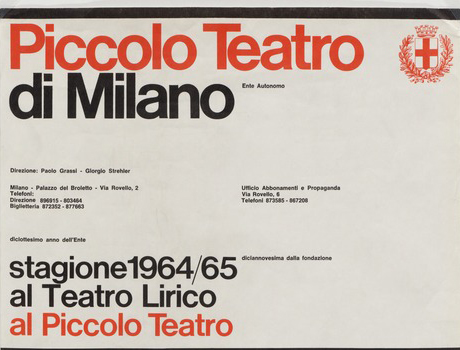 Piccolo Teatro
di Milano
Ente Autonomo
Direzione: Paolo Grassi - Giorgio Strehler
Milano - Palazzo del Broletto - Via Rovello, 2
Telefoni:
Direzione 896915 - 803464
Biglietteria 872352 - 877663
Ufficio Abbonamenti e Propaganda
Via Rovello, 6
Telefoni 873585 - 867206
diciottesimo anno dell'Ente
diciannovesima dalla fondazione
stagione1964/65
al Teatro Lirico
al Piccolo Teatro